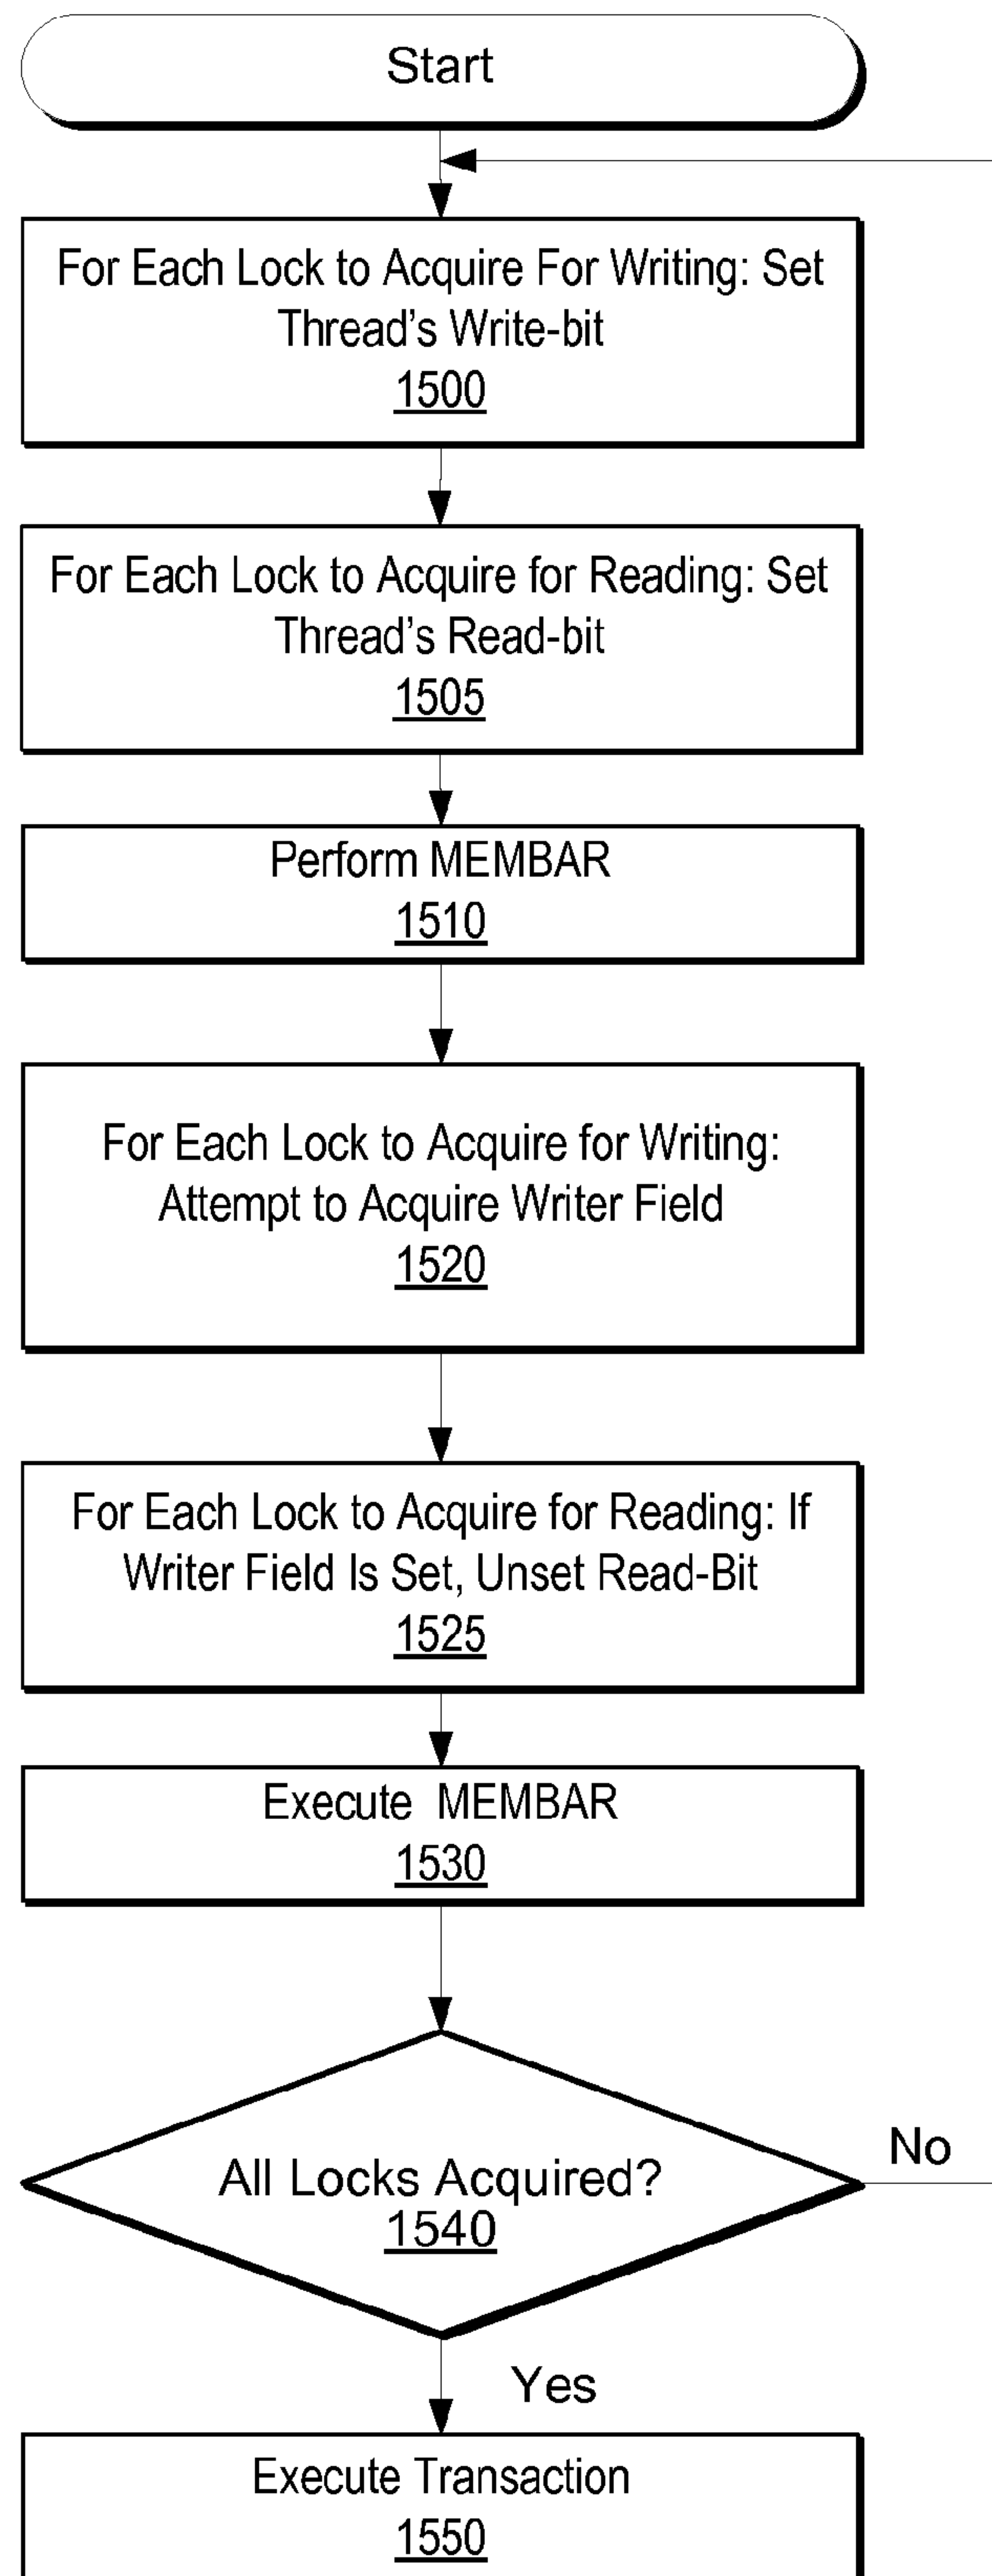 Start
For Each Lock to Acquire For Writing: Set
Thread's Write-bit
1500
For Each Lock to Acquire for Reading: Set
Thread's Read-bit
1505
Perform MEMBAR
1510
For Each Lock to Acquire for Writing:
Attempt to Acquire Writer Field
1520
For Each Lock to Acquire for Reading: If
Writer Field Is Set, Unset Read-Bit
1525
Execute MEMBAR
1530
All Locks Acquired?
1540
No
Yes
Execute Transaction
1550